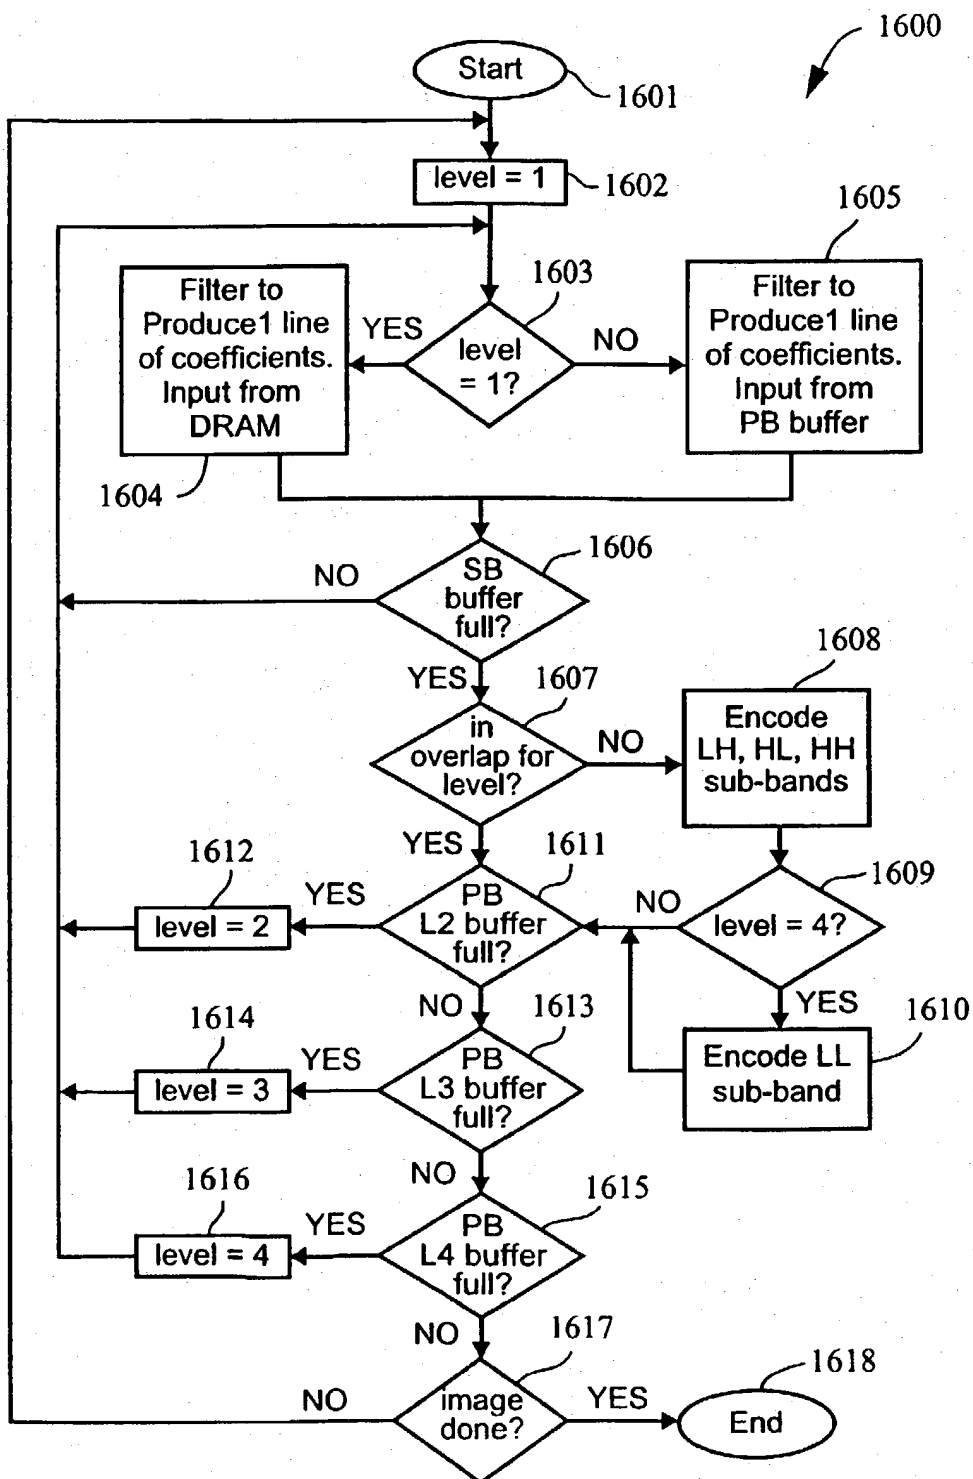 1600
Start
1601
level = 1
1602
1605
1603
Filter to
Produce1 line
of coefficients.
Input from
DRAM
YES
level
= 1?
NO
Filter to
Produce1 line
of coefficients.
Input from
PB buffer
1604
1606
NO
SB
buffer
full?
1608
YES
1607
in
overlap for
level?
NO
Encode
LH, HL, HH
sub-bands
YES
1611
1612
1609
YES
PB
L2 buffer
full?
NO
level = 4?
level = 2
NO
1613
YES
1610
1614
YES
PB
L3 buffer
full?
Encode LL
sub-band
level = 3
NO
1615
1616
YES
PB
L4 buffer
full?
level = 4
NO
1617
1618
NO
image
done?
YES
End